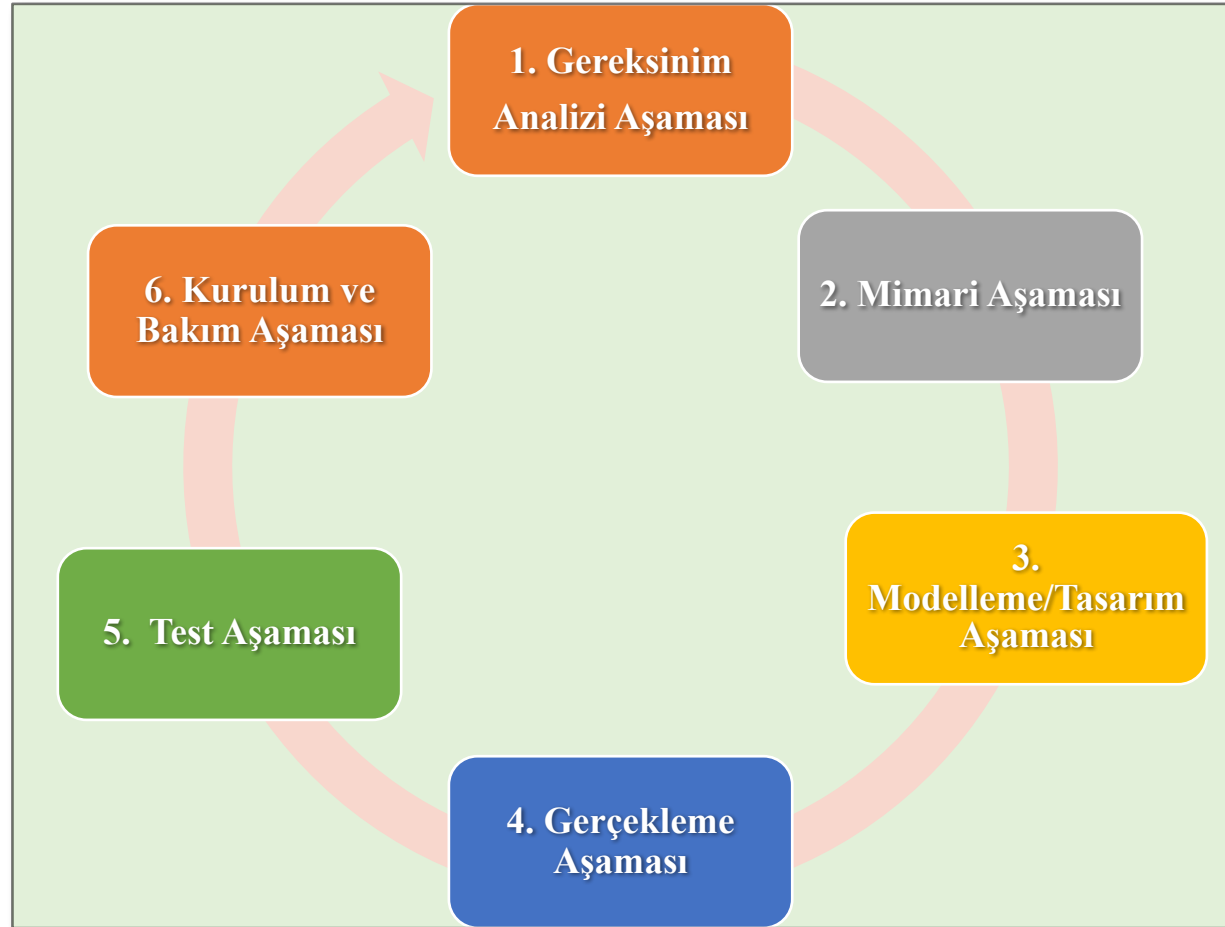 1. Gereksinim
Analizi Aşaması
2. Mimari Aşaması
3.
Modelleme/Tasarım
Aşaması
4. Gerçekleme
Aşaması
5. Test Aşaması
6. Kurulum ve
Bakım Aşaması